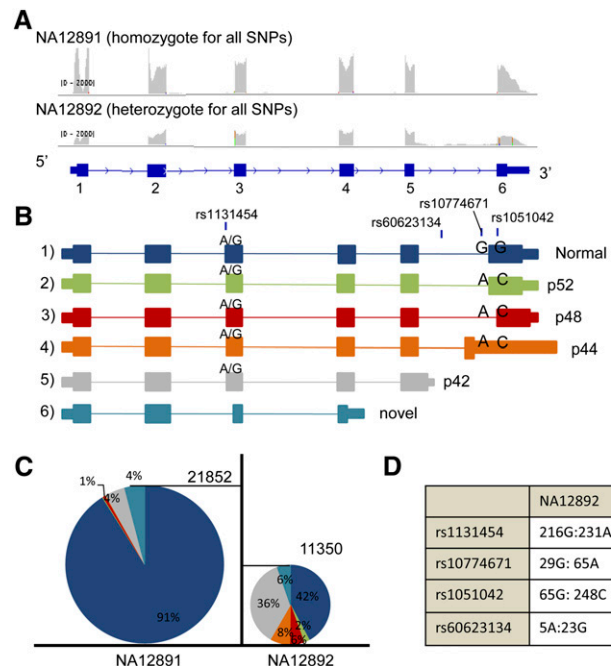 A
NA12891 (homozygote for all SNPs)
[0 - 2000]
NA12892 (heterozygote for all SNPs)
[0 - 2000]
5'
3'
1 2 3 4 5 6
B
rs1131454 rs60623134 rs10774671 rs1051042
1) A/G G G Normal
2) A/G A C p52
3) A/G A C p48
4) A/G A C p44
5) A/G p42
6) novel
C
21852
1% 4% 4%
91%
NA12891
11350
6% 42% 36% 2% 8% 6%
NA12892
D
NA12892
rs1131454 216G:231A
rs10774671 29G: 65A
rs1051042 65G: 248C
rs60623134 5A:23G